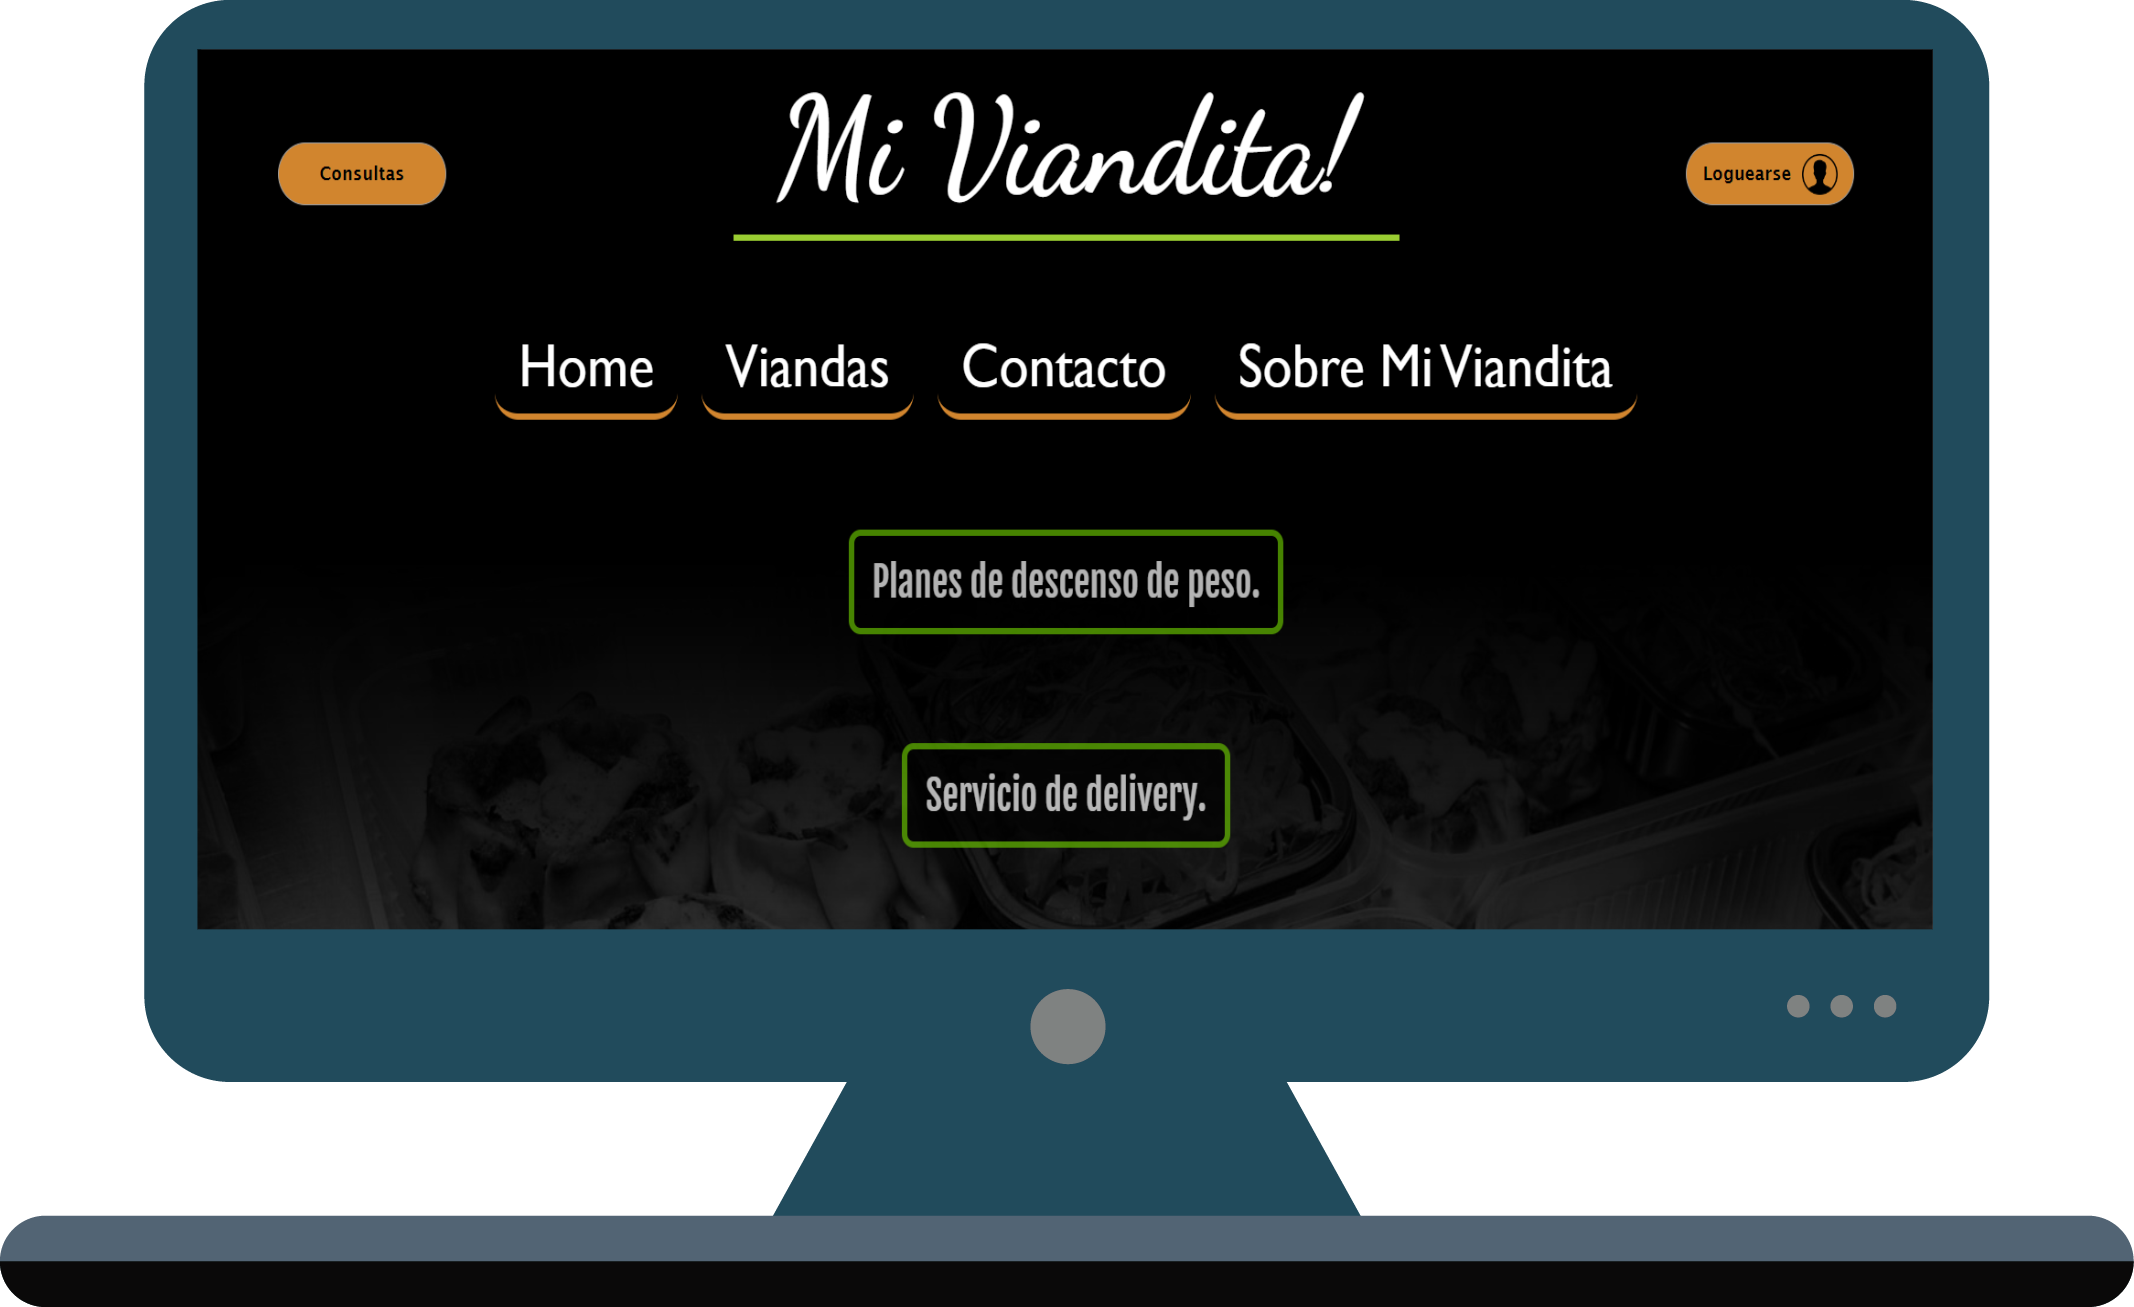 Mi Viandita!
Consultas
Loguearse
Home Viandas Contacto Sobre Mi Viandita
Planes de descenso de peso.
Servicio de delivery.